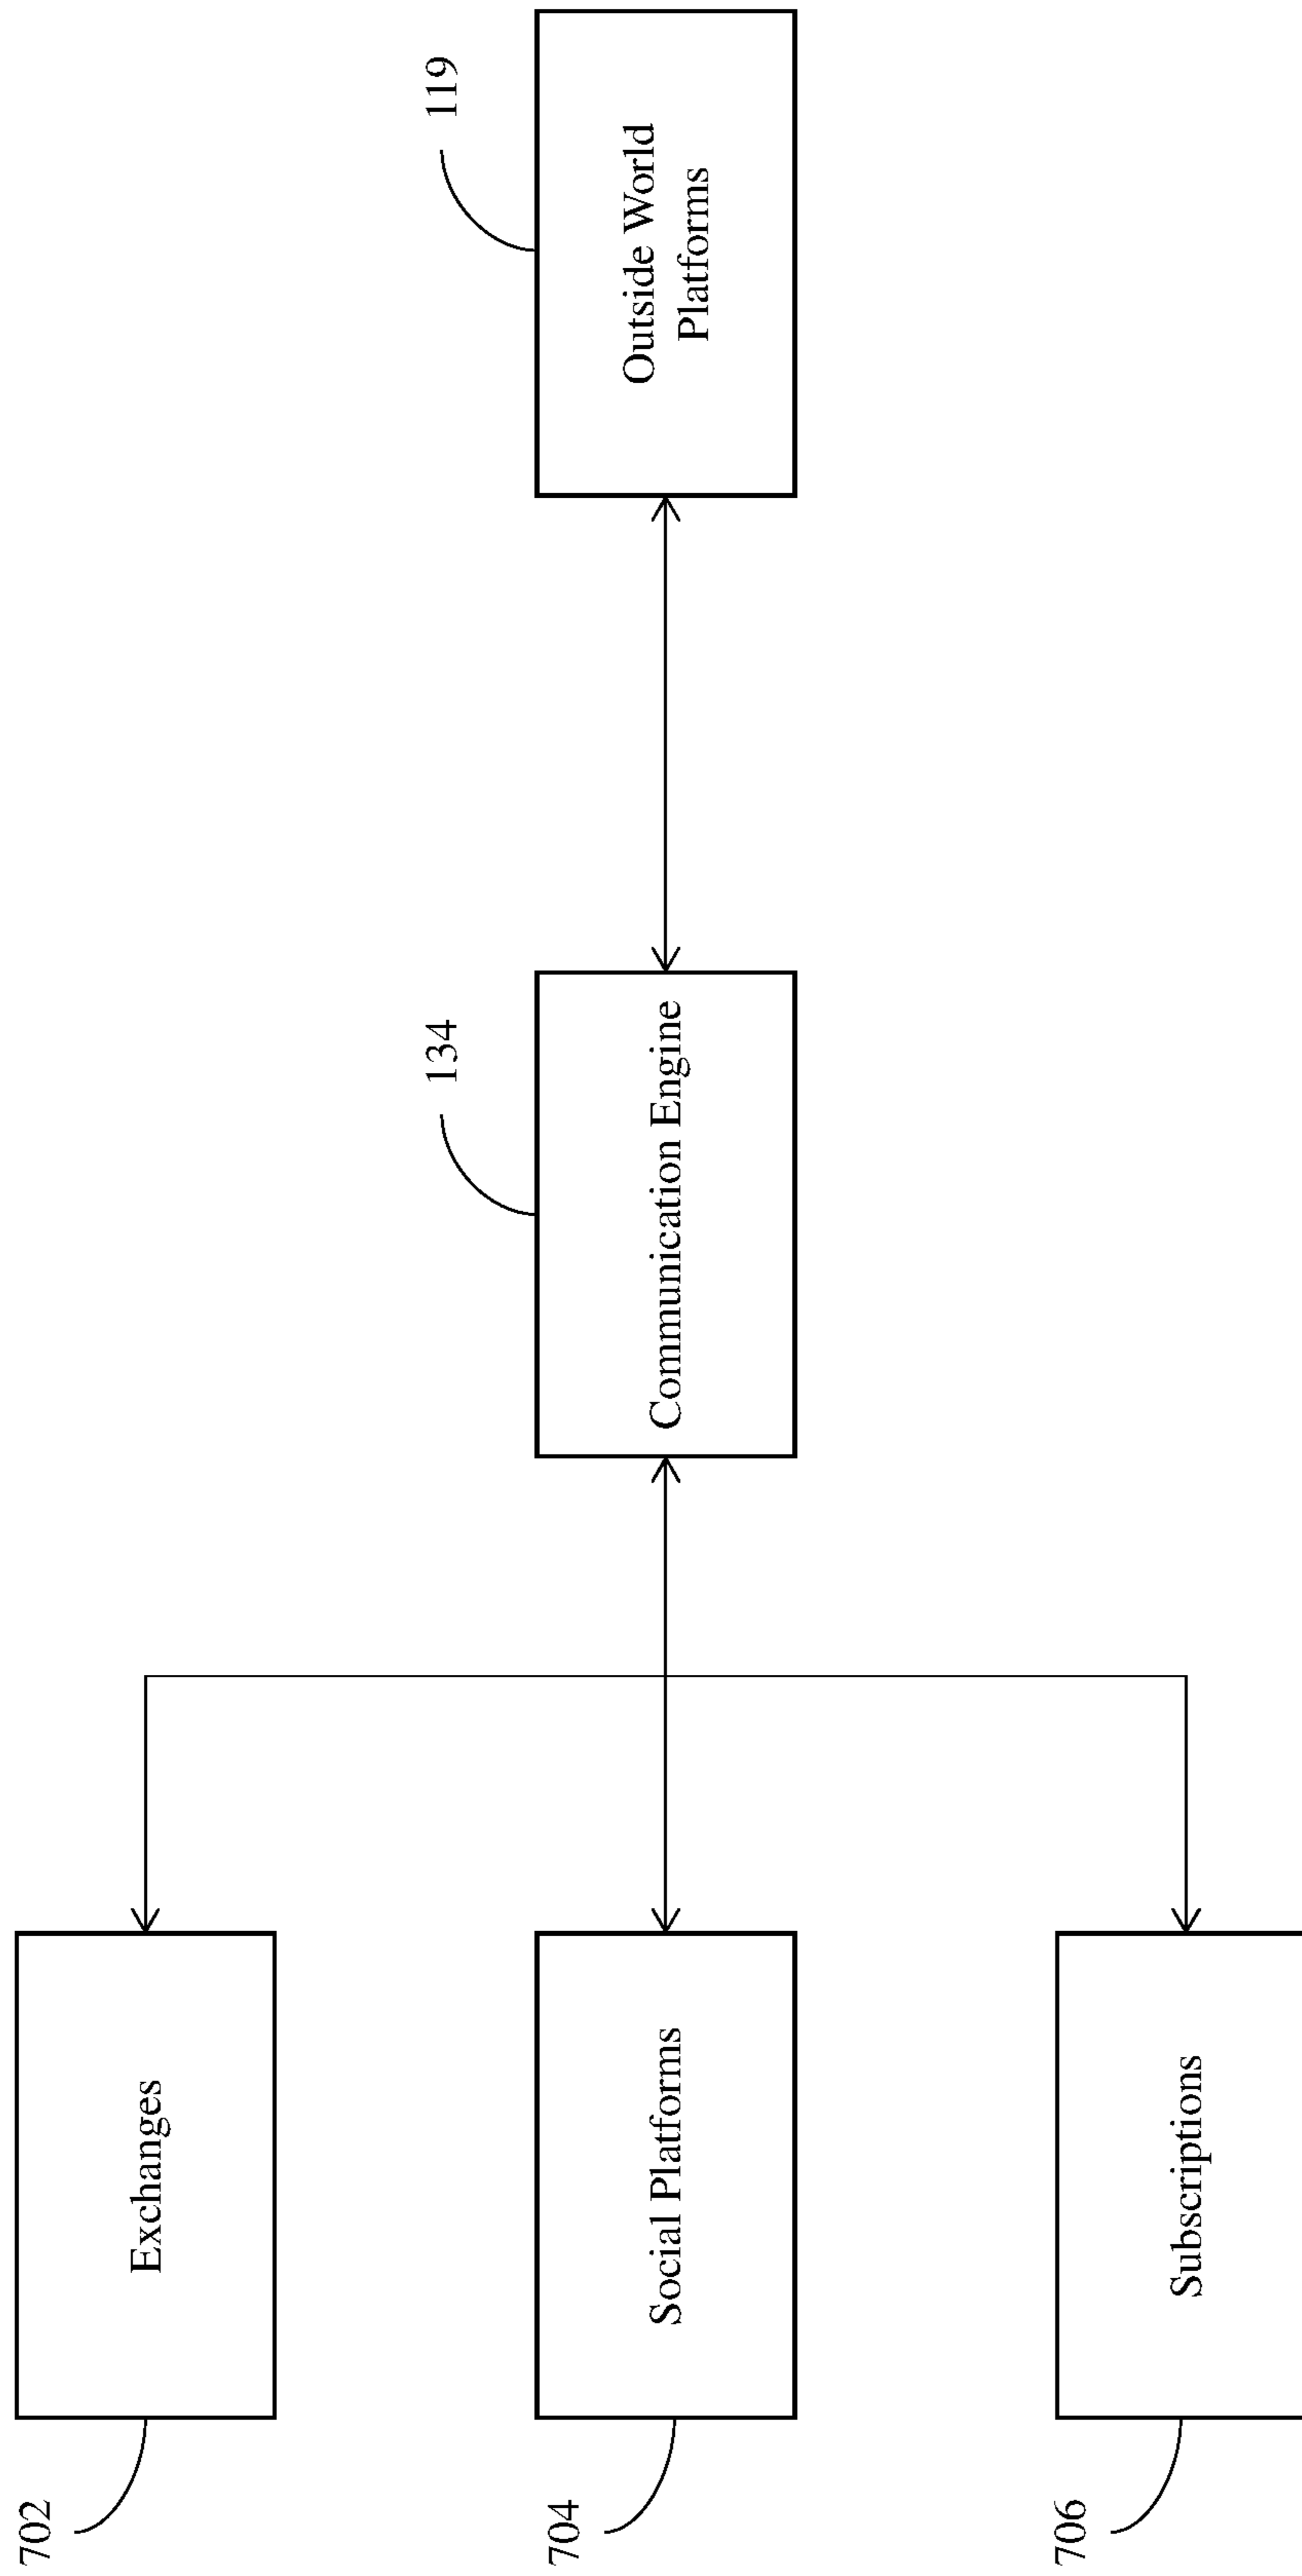 702
Exchanges
704
Social Platforms
706
Subscriptions
134
Communication Engine
119
Outside World
Platforms